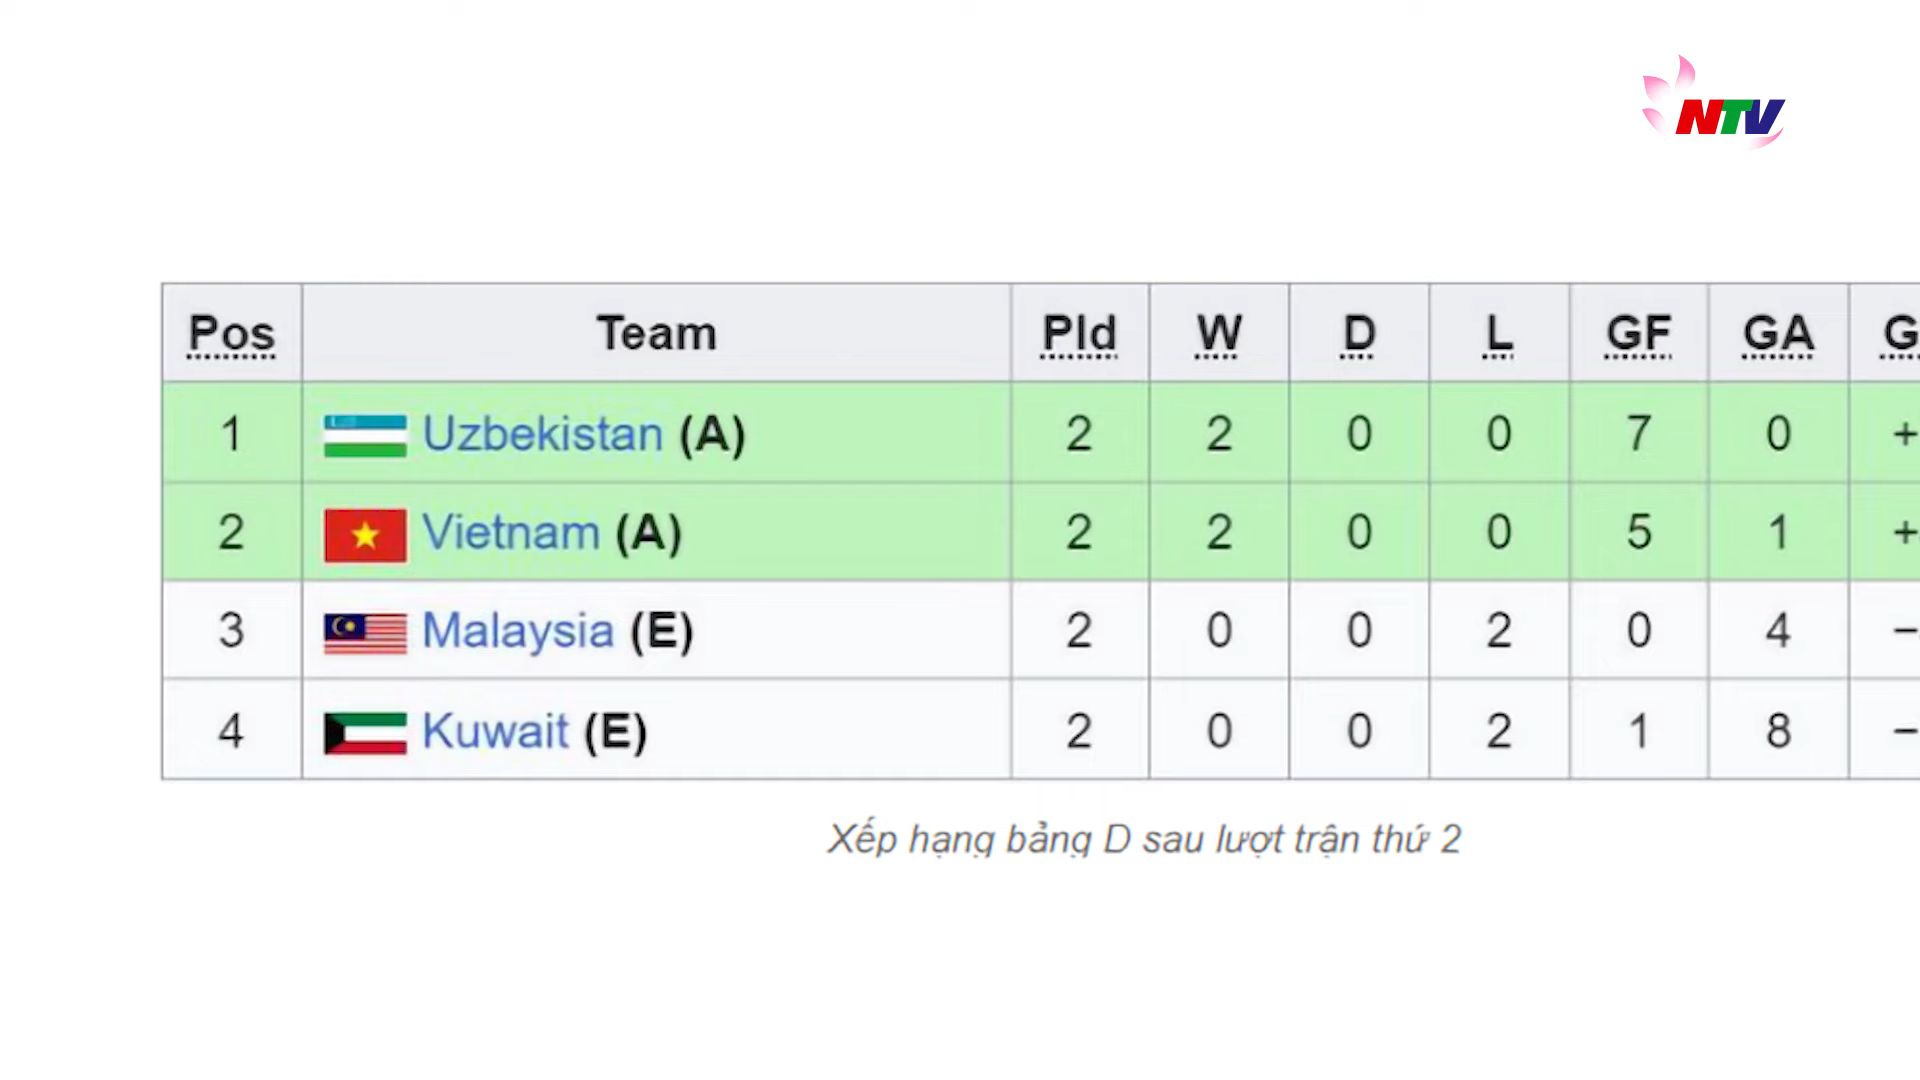 NTV
Pos Team Pld W D L GF GA G
1 Uzbekistan (A) 2 2 0 0 7 0 +
2 Vietnam (A) 2 2 0 0 5 1 +
3 Malaysia (E) 2 0 0 2 0 4 −
4 Kuwait (E) 2 0 0 2 1 8 −
Xếp hạng bảng D sau lượt trận thứ 2